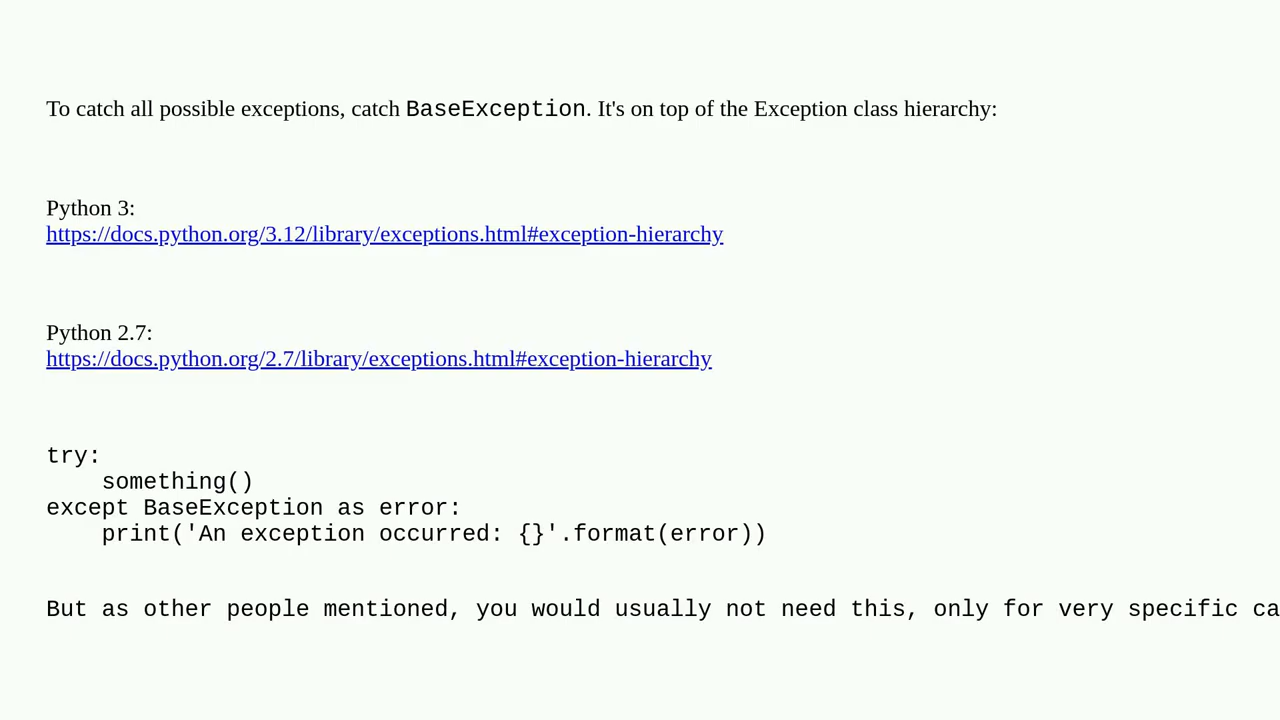 To catch all possible exceptions, catch BaseException. It's on top of the Exception class hierarchy:
Python 3:
https://docs.python.org/3.12/library/exceptions.html#exception-hierarchy
Python 2.7:
https://docs.python.org/2.7/library/exceptions.html#exception-hierarchy
try:
    something()
except BaseException as error:
    print('An exception occurred: {}'.format(error))
But as other people mentioned, you would usually not need this, only for very specific